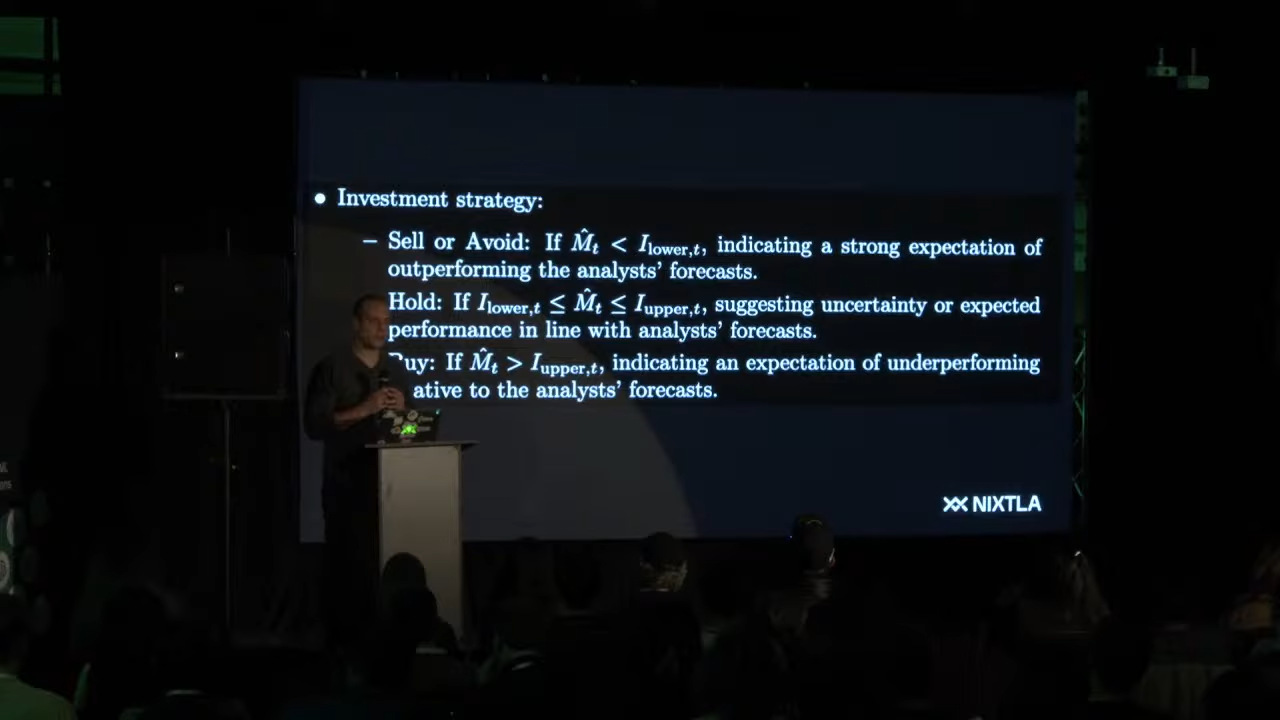 • Investment strategy:
– Sell or Avoid: If M̂ₜ < I_lower,t, indicating a strong expectation of
outperforming the analysts' forecasts.
Hold: If I_lower,t ≤ M̂ₜ ≤ I_upper,t, suggesting uncertainty or expected
performance in line with analysts' forecasts.
Buy: If M̂ₜ > I_upper,t, indicating an expectation of underperforming
ative to the analysts' forecasts.
NIXTLA